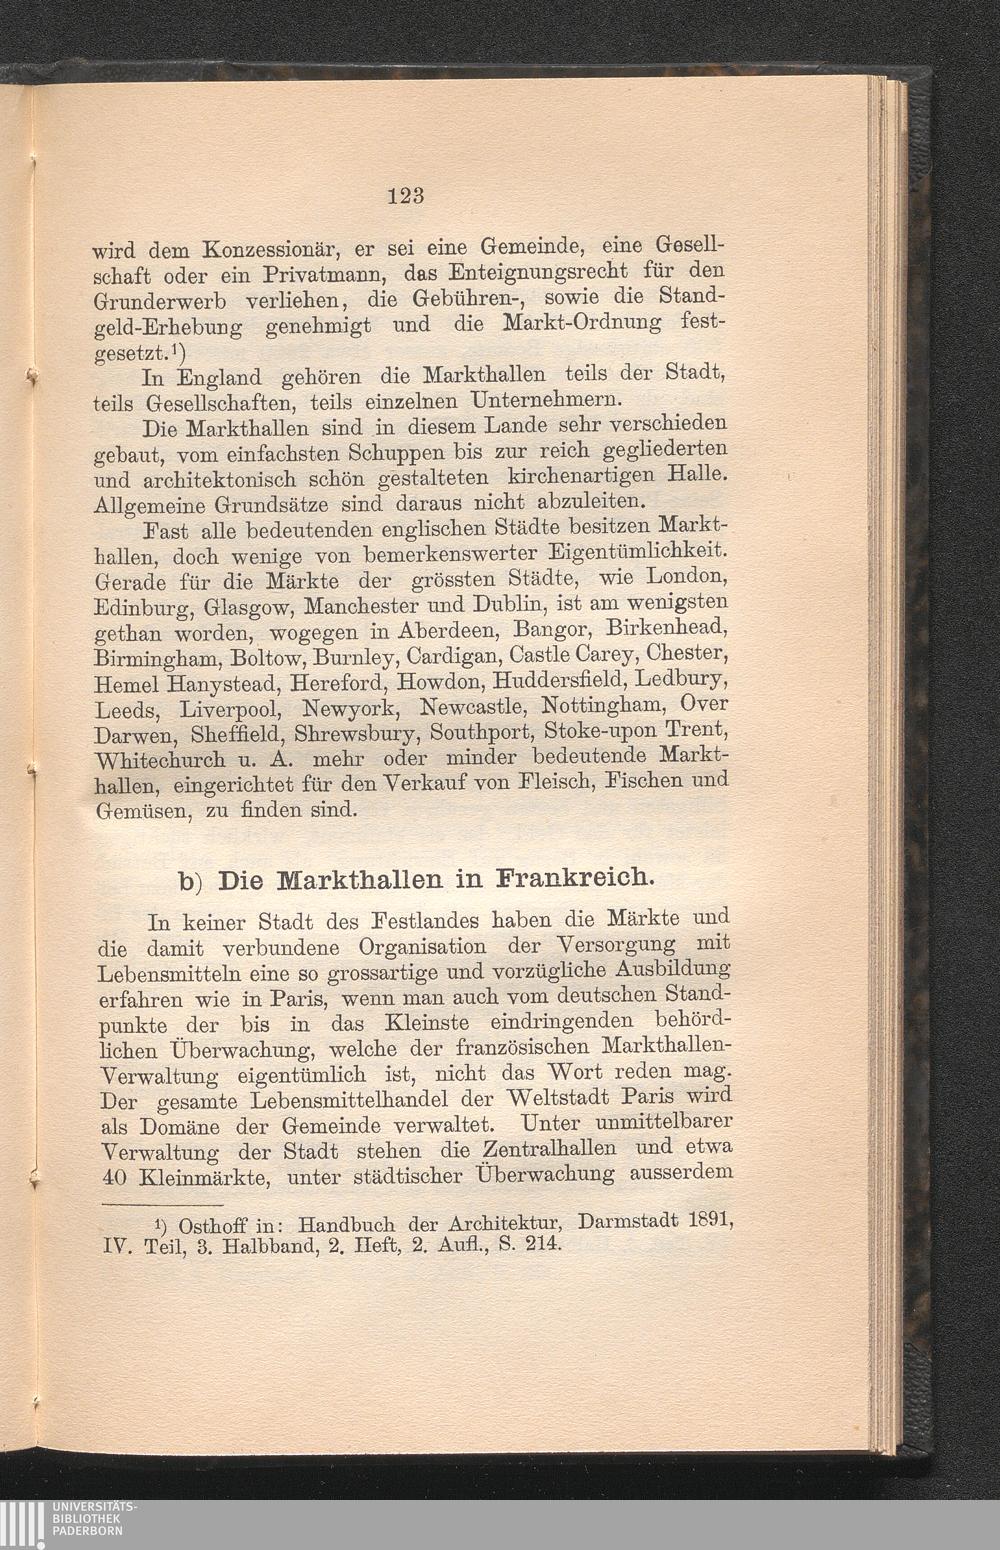 123
wird dem Konzessionär, er sei eine Gemeinde, eine Gesell-
schaft oder ein Privatmann, das Enteignungsrecht für den
Grunderwerb verliehen, die Gebühren-, sowie die Stand-
geld-Erhebung genehmigt und die Markt-Ordnung fest-
gesetzt.¹)
In England gehören die Markthallen teils der Stadt,
teils Gesellschaften, teils einzelnen Unternehmern.
Die Markthallen sind in diesem Lande sehr verschieden
gebaut, vom einfachsten Schuppen bis zur reich gegliederten
und architektonisch schön gestalteten kirchenartigen Halle.
Allgemeine Grundsätze sind daraus nicht abzuleiten.
Fast alle bedeutenden englischen Städte besitzen Markt-
hallen, doch wenige von bemerkenswerter Eigentümlichkeit.
Gerade für die Märkte der grössten Städte, wie London,
Edinburg, Glasgow, Manchester und Dublin, ist am wenigsten
gethan worden, wogegen in Aberdeen, Bangor, Birkenhead,
Birmingham, Boltow, Burnley, Cardigan, Castle Carey, Chester,
Hemel Hanystead, Hereford, Howdon, Huddersfield, Ledbury,
Leeds, Liverpool, Newyork, Newcastle, Nottingham, Over
Darwen, Sheffield, Shrewsbury, Southport, Stoke-upon Trent,
Whitechurch u. A. mehr oder minder bedeutende Markt-
hallen, eingerichtet für den Verkauf von Fleisch, Fischen und
Gemüsen, zu finden sind.
b) Die Markthallen in Frankreich.
In keiner Stadt des Festlandes haben die Märkte und
die damit verbundene Organisation der Versorgung mit
Lebensmitteln eine so grossartige und vorzügliche Ausbildung
erfahren wie in Paris, wenn man auch vom deutschen Stand-
punkte der bis in das Kleinste eindringenden behörd-
lichen Überwachung, welche der französischen Markthallen-
Verwaltung eigentümlich ist, nicht das Wort reden mag.
Der gesamte Lebensmittelhandel der Weltstadt Paris wird
als Domäne der Gemeinde verwaltet. Unter unmittelbarer
Verwaltung der Stadt stehen die Zentralhallen und etwa
40 Kleinmärkte, unter städtischer Überwachung ausserdem
¹) Osthoff in: Handbuch der Architektur, Darmstadt 1891,
IV. Teil, 3. Halbband, 2. Heft, 2. Aufl., S. 214.
UNIVERSITÄTS-
BIBLIOTHEK
PADERBORN